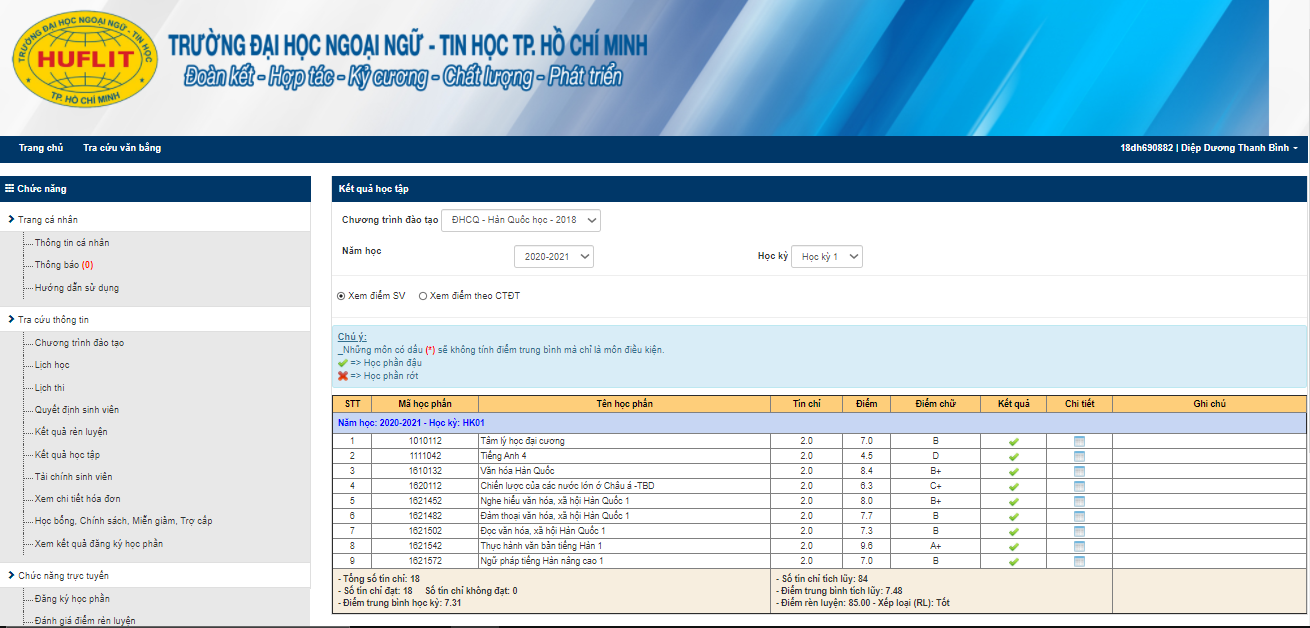 TRƯỜNG ĐẠI HỌC NGOẠI NGỮ - TIN HỌC
HUFLIT
TP. HỒ CHÍ MINH
TRƯỜNG ĐẠI HỌC NGOẠI NGỮ - TIN HỌC TP. HỒ CHÍ MINH
Đoàn kết - Hợp tác - Kỷ cương - Chất lượng - Phát triển
Trang chủ Tra cứu văn bằng 18dh690882 | Diệp Dương Thanh Bình
Chức năng
Trang cá nhân
Thông tin cá nhân
Thông báo (0)
Hướng dẫn sử dụng
Tra cứu thông tin
Chương trình đào tạo
Lịch học
Lịch thi
Quyết định sinh viên
Kết quả rèn luyện
Kết quả học tập
Tài chính sinh viên
Xem chi tiết hóa đơn
Học bổng, Chính sách, Miễn giảm, Trợ cấp
Xem kết quả đăng ký học phần
Chức năng trực tuyến
Đăng ký học phần
Đánh giá điểm rèn luyện
Kết quả học tập
Chương trình đào tạo ĐHCQ - Hàn Quốc học - 2018
Năm học 2020-2021 Học kỳ Học kỳ 1
Xem điểm SV Xem điểm theo CTĐT
Chú ý:
_Những môn có dấu (*) sẽ không tính điểm trung bình mà chỉ là môn điều kiện.
=> Học phần đậu
=> Học phần rớt
STT Mã học phần Tên học phần Tín chỉ Điểm Điểm chữ Kết quả Chi tiết Ghi chú
Năm học: 2020-2021 - Học kỳ: HK01
1 1010112 Tâm lý học đại cương 2.0 7.0 B
2 1111042 Tiếng Anh 4 2.0 4.5 D
3 1610132 Văn hóa Hàn Quốc 2.0 8.4 B+
4 1620112 Chiến lược của các nước lớn ở Châu á -TBD 2.0 6.3 C+
5 1621452 Nghe hiểu văn hóa, xã hội Hàn Quốc 1 2.0 8.0 B+
6 1621482 Đàm thoại văn hóa, xã hội Hàn Quốc 1 2.0 7.7 B
7 1621502 Đọc văn hóa, xã hội Hàn Quốc 1 2.0 7.3 B
8 1621542 Thực hành văn bản tiếng Hàn 1 2.0 9.6 A+
9 1621572 Ngữ pháp tiếng Hàn nâng cao 1 2.0 7.0 B
- Tổng số tín chỉ: 18
- Số tín chỉ đạt: 18 Số tín chỉ không đạt: 0
- Điểm trung bình học kỳ: 7.31
- Số tín chỉ tích lũy: 84
- Điểm trung bình tích lũy: 7.48
- Điểm rèn luyện: 85.00 - Xếp loại (RL): Tốt